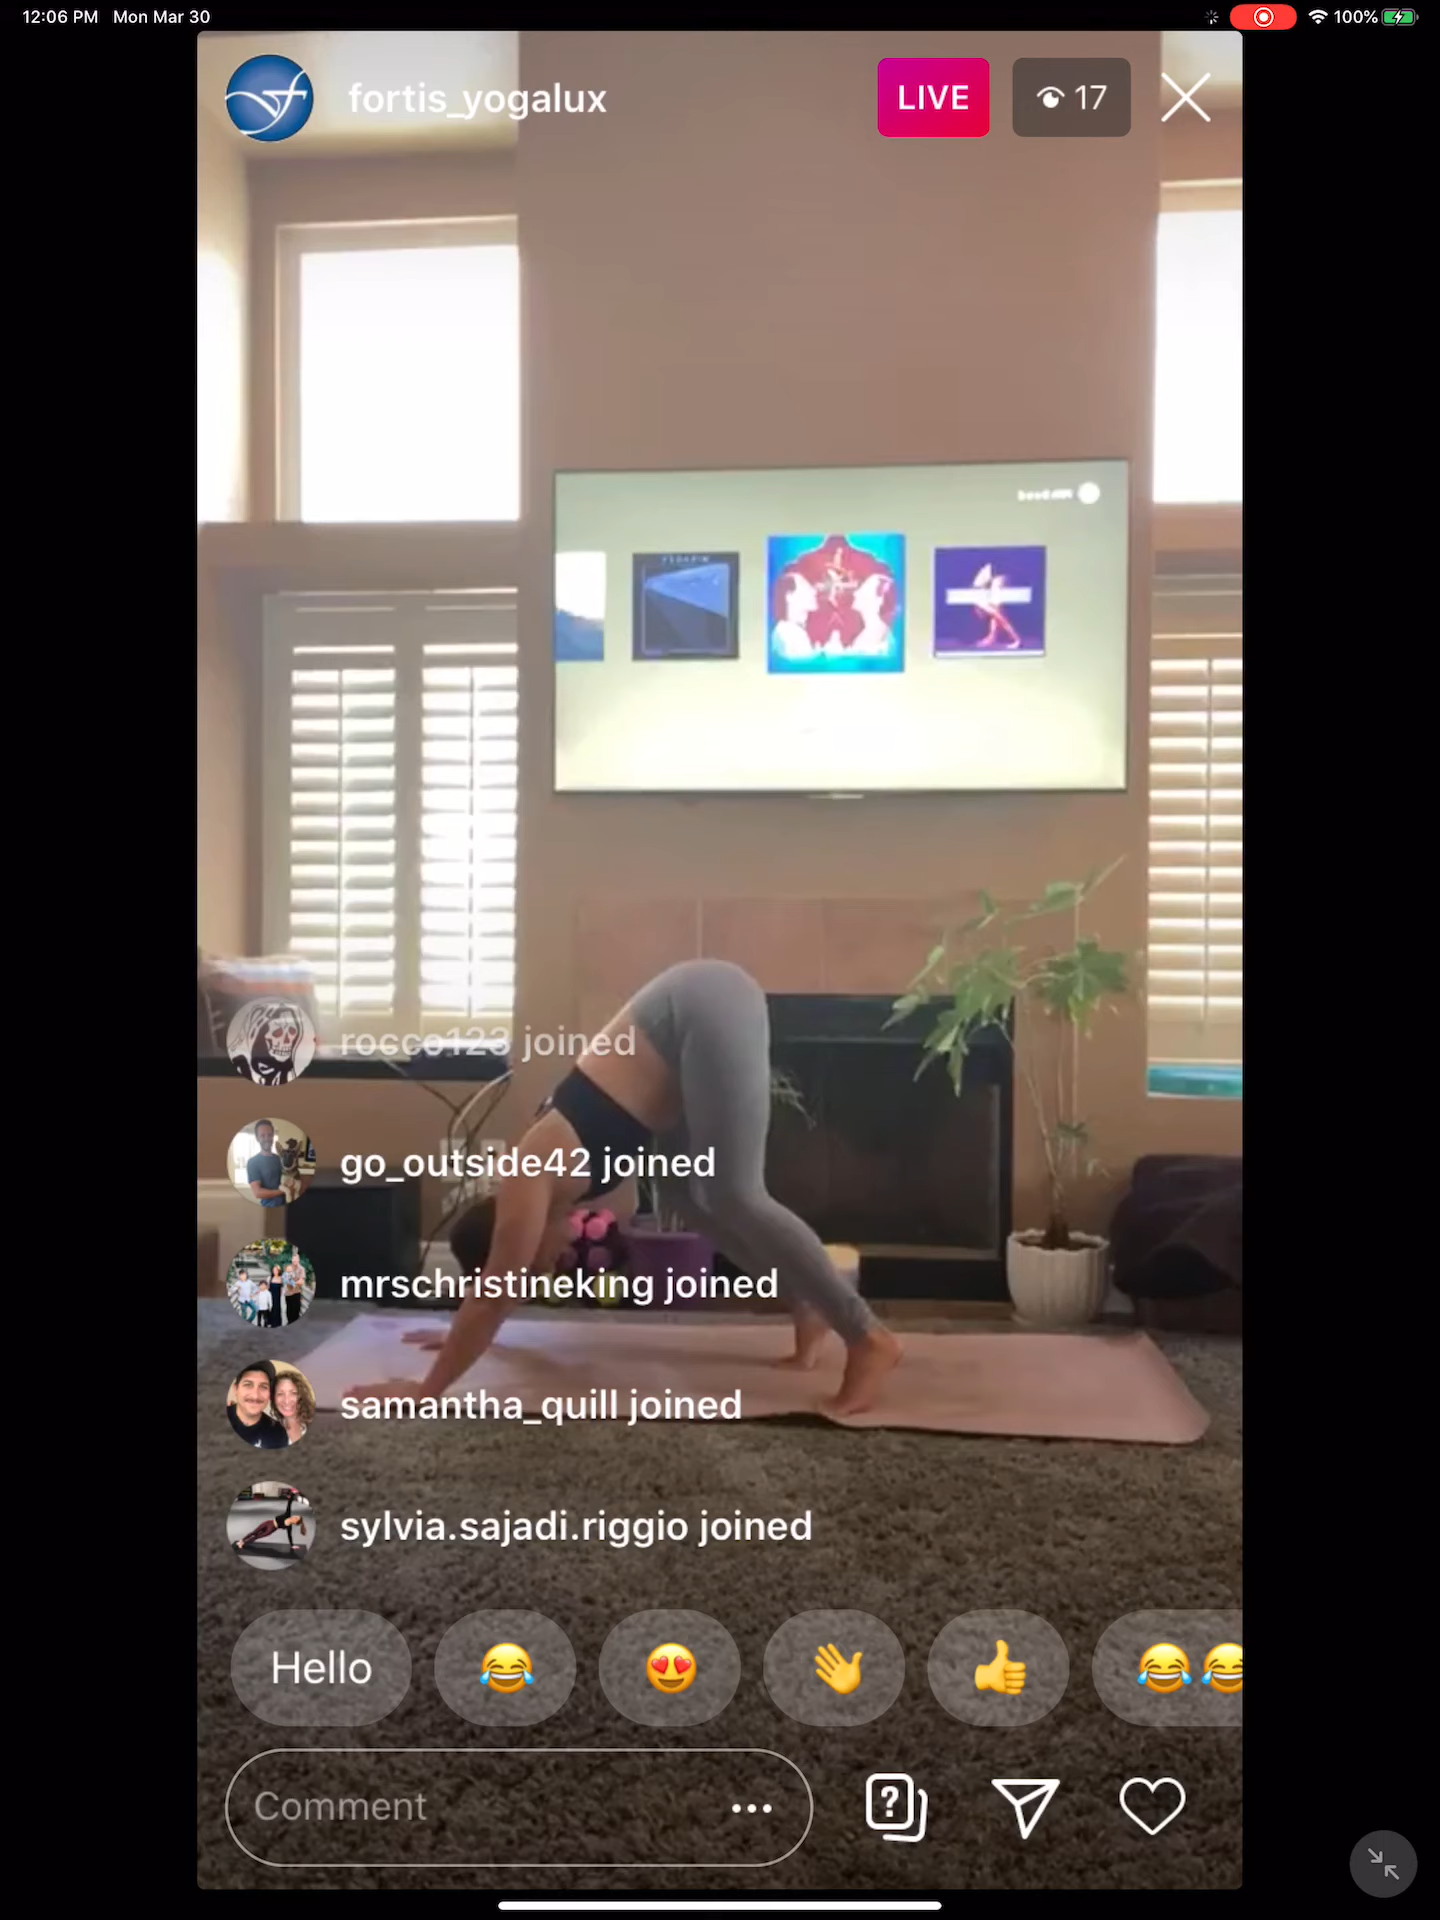 12:06 PM Mon Mar 30
100%
fortis_yogalux
LIVE
17
rocco123 joined
go_outside42 joined
mrschristineking joined
samantha_quill joined
sylvia.sajadi.riggio joined
Hello
Comment